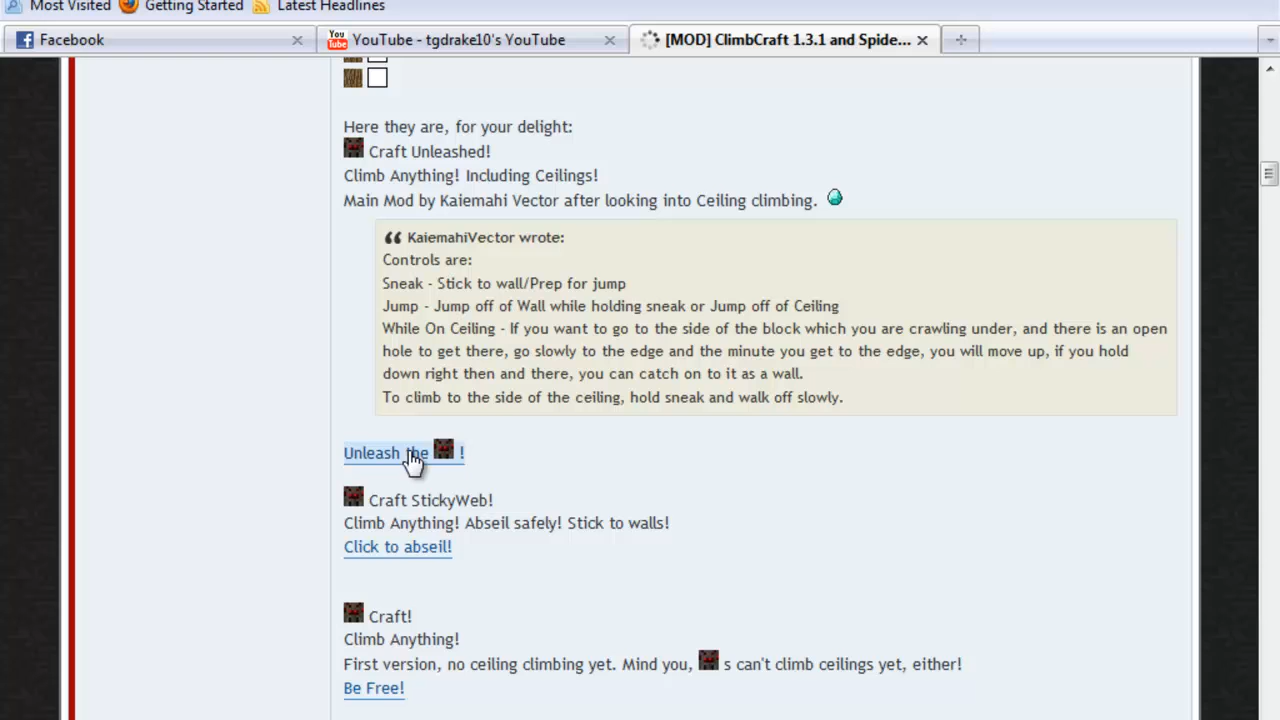 Most Visited Getting Started Latest Headlines
Facebook YouTube - tgdrake10's YouTube [MOD] ClimbCraft 1.3.1 and Spide...
Here they are, for your delight:
Craft Unleashed!
Climb Anything! Including Ceilings!
Main Mod by Kaiemahi Vector after looking into Ceiling climbing.
KaiemahiVector wrote:
Controls are:
Sneak - Stick to wall/Prep for jump
Jump - Jump off of Wall while holding sneak or Jump off of Ceiling
While On Ceiling - If you want to go to the side of the block which you are crawling under, and there is an open
hole to get there, go slowly to the edge and the minute you get to the edge, you will move up, if you hold
down right then and there, you can catch on to it as a wall.
To climb to the side of the ceiling, hold sneak and walk off slowly.
Unleash the !
Craft StickyWeb!
Climb Anything! Abseil safely! Stick to walls!
Click to abseil!
Craft!
Climb Anything!
First version, no ceiling climbing yet. Mind you, s can't climb ceilings yet, either!
Be Free!